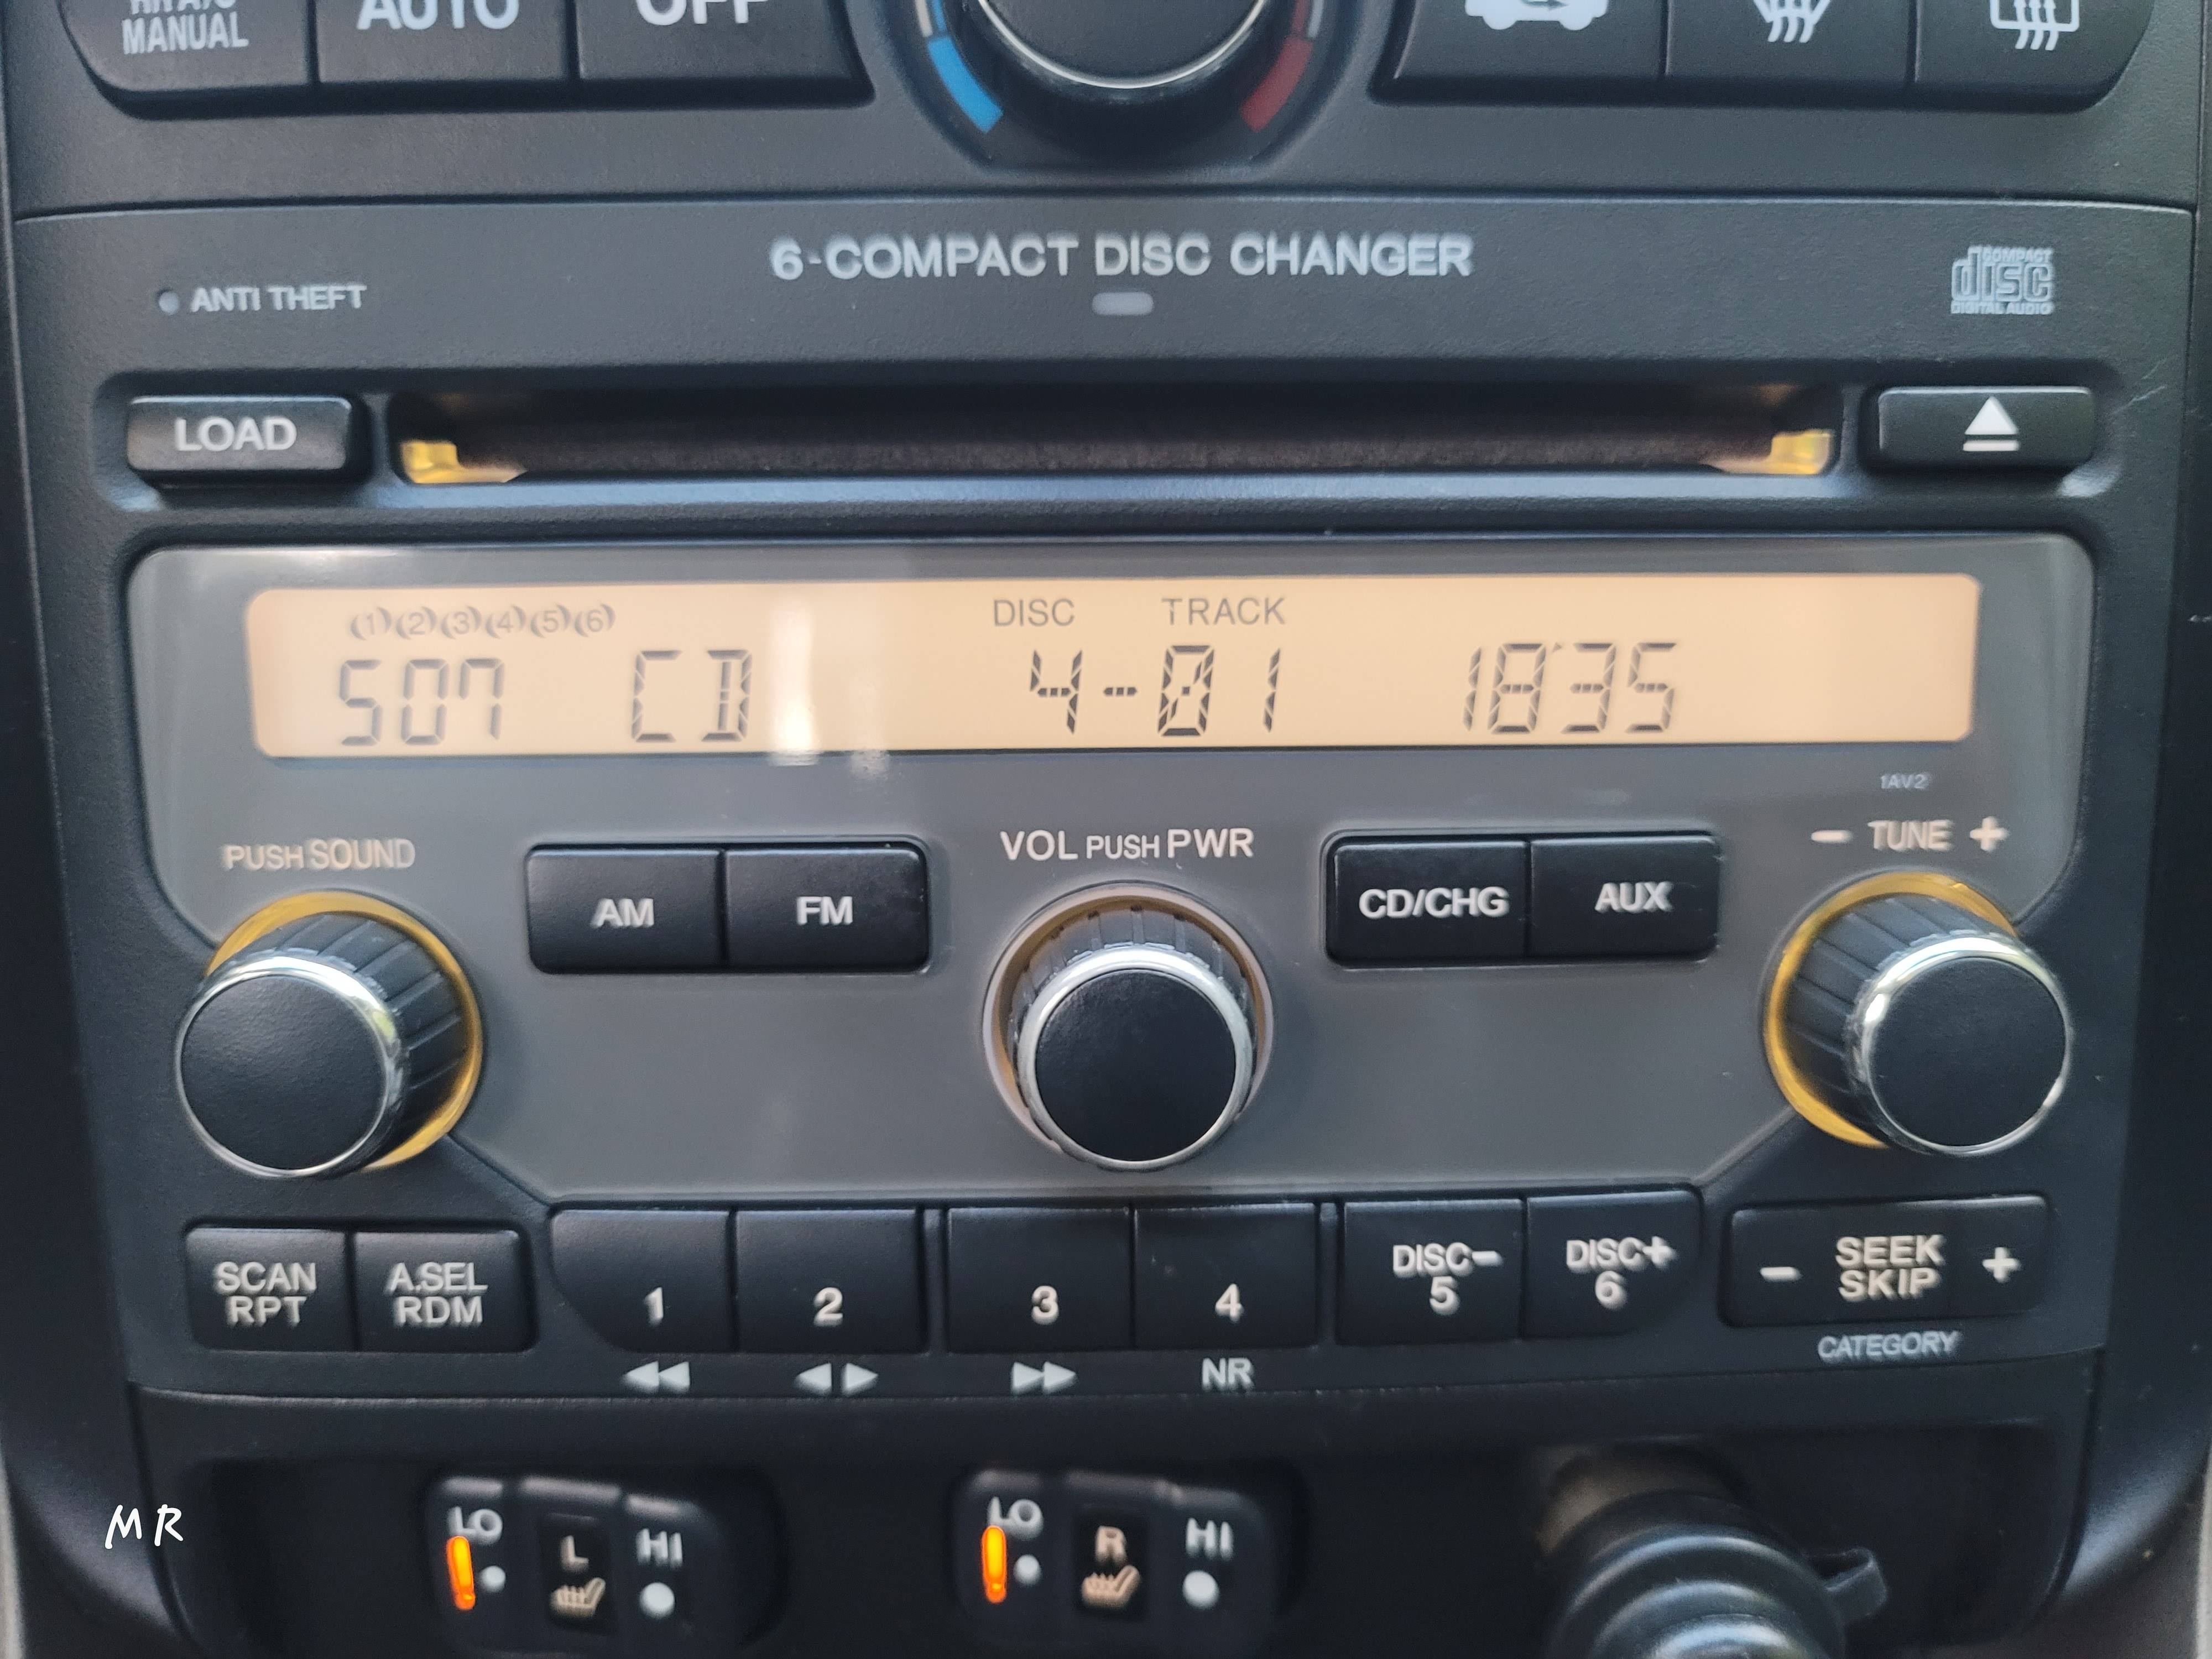 RR A/C
MANUAL
AUTO
OFF
6-COMPACT DISC CHANGER
ANTI THEFT
COMPACT
disc
DIGITAL AUDIO
LOAD
(1)(2)(3)(4)(5)(6)
DISC TRACK
507 CD 4-01 18'35
1AV2
PUSH SOUND
VOL PUSH PWR
- TUNE +
AM
FM
CD/CHG
AUX
SCAN
RPT
A.SEL
RDM
1
2
3
4
DISC-
5
DISC+
6
- SEEK
SKIP +
NR
CATEGORY
LO
L
HI
LO
R
HI
MR